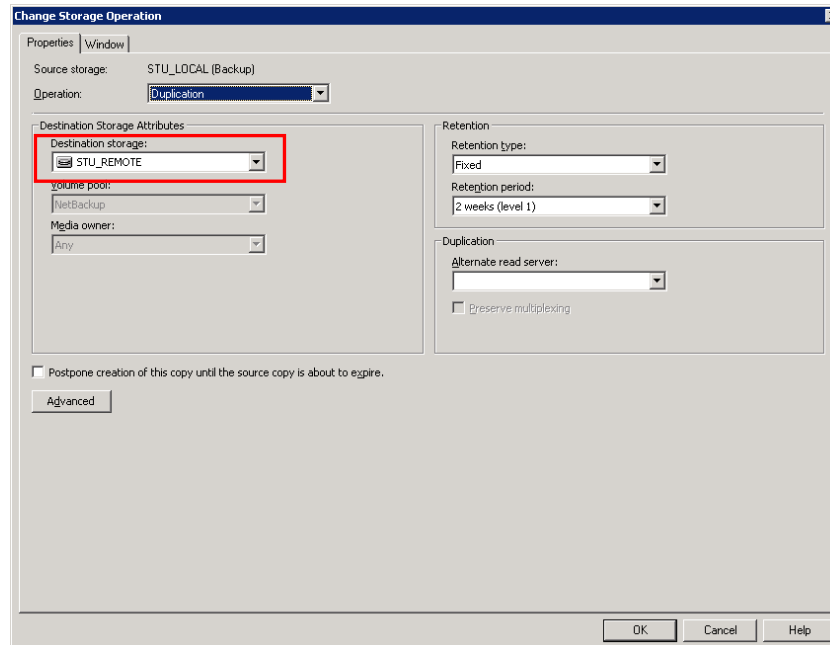 Change Storage Operation
Properties Window
Source storage: STU_LOCAL (Backup)
Operation: Duplication
Destination Storage Attributes
Destination storage:
STU_REMOTE
Volume pool:
NetBackup
Media owner:
Any
Retention
Retention type:
Fixed
Retention period:
2 weeks (level 1)
Duplication
Alternate read server:
Preserve multiplexing
Postpone creation of this copy until the source copy is about to expire.
Advanced
OK Cancel Help